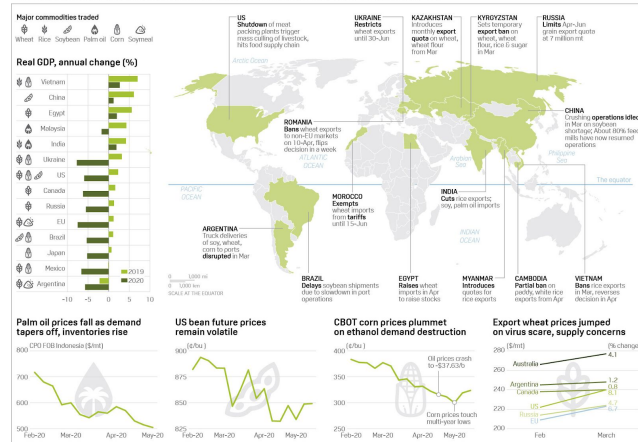 Major commodities traded
Wheat Rice Soybean Palm oil Corn Soymeal
Real GDP, annual change (%)
Vietnam
China
Egypt
Malaysia
India
Ukraine
US
Canada
Russia
EU
Brazil
Japan
Mexico
Argentina
2019
2020
-10 -5 0 5 10
US
Shutdown of meat
packing plants trigger
mass culling of livestock,
hits food supply chain
UKRAINE
Restricts
wheat exports
until 30-Jun
KAZAKHSTAN
Introduces
monthly export
quota on wheat,
wheat flour
from Mar
KYRGYZSTAN
Sets temporary
export ban on
wheat, wheat
flour, rice & sugar
in Mar
RUSSIA
Limits Apr-Jun
grain export quota
at 7 million mt
Arctic Ocean
ROMANIA
Bans wheat exports
to non-EU markets
on 10-Apr, flips
decision in a week
CHINA
Crushing operations idled
in Mar on soybean
shortage; About 80% feed
mills have now resumed
operations
ATLANTIC
OCEAN
Arabian
Sea
Philippine
Sea
PACIFIC
OCEAN
The equator
MOROCCO
Exempts
wheat imports
from tariffs
until 15-Jun
INDIA
Cuts rice exports;
soy, palm oil imports
INDIAN
OCEAN
ARGENTINA
Truck deliveries
of soy, wheat,
corn to ports
disrupted in Mar
0 1,000 mi
0 1,000 km
SCALE AT THE EQUATOR
BRAZIL
Delays soybean shipments
due to slowdown in port
operations
EGYPT
Raises wheat
imports in Apr
to raise stocks
MYANMAR
Introduces
quotas for
rice exports
CAMBODIA
Partial ban on
paddy, white rice
exports from Apr
VIETNAM
Bans rice exports
in Mar, reverses
decision in Apr
Palm oil prices fall as demand
tapers off, inventories rise
CPO FOB Indonesia ($/mt)
800
700
600
500
Feb-20 Mar-20 May-20
US bean future prices
remain volatile
(¢/bu )
900
875
850
825
Feb-20 Mar-20 May-20
CBOT corn prices plummet
on ethanol demand destruction
(¢/bu )
400
350
300
250
Oil prices crash
to -$37.63/b
Corn prices touch
multi-year lows
Feb-20 Mar-20 May-20
Export wheat prices jumped
on virus scare, supply concerns
($/mt) (% change)
280
260
240
220
200
Australia 4.1
Argentina 1.2
Canada 0.8
US 8.1
Russia
EU
Feb March